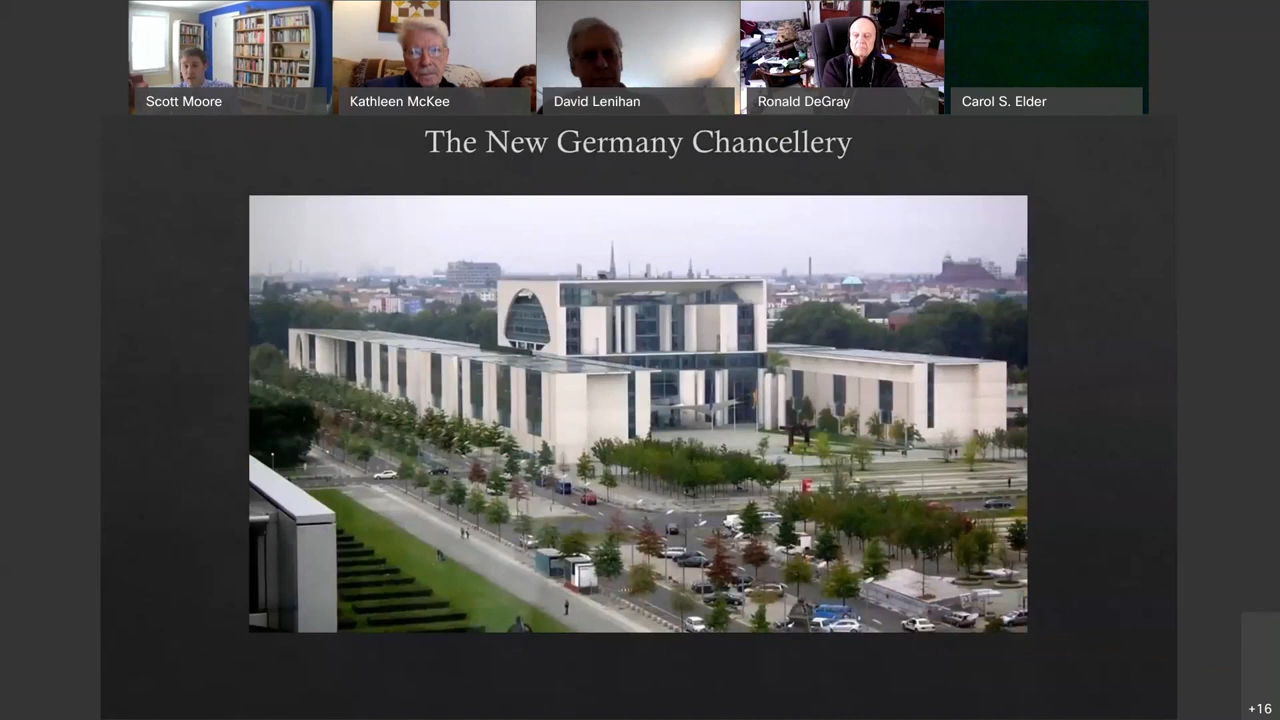 Scott Moore
Kathleen McKee
David Lenihan
Ronald DeGray
Carol S. Elder
The New Germany Chancellery
+16